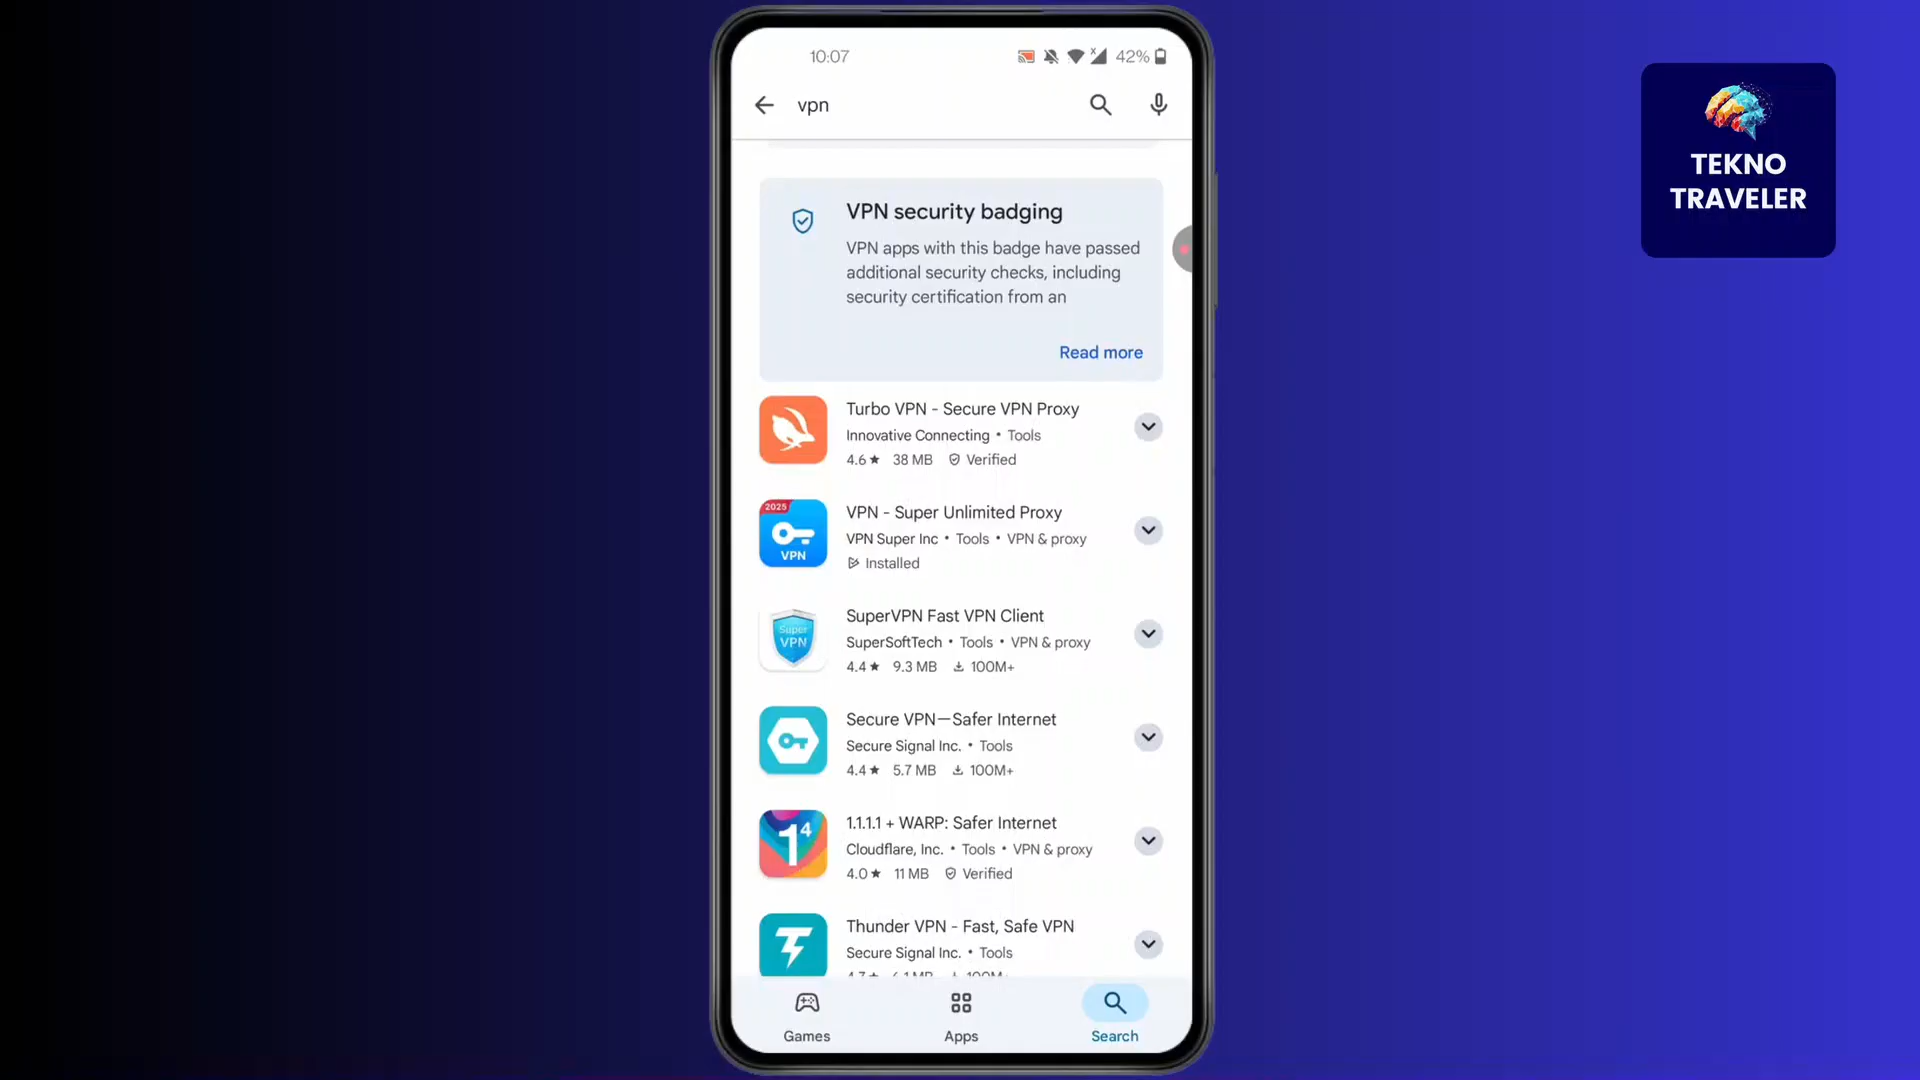 10:07
42%
vpn
TEKNO
TRAVELER
VPN security badging
VPN apps with this badge have passed
additional security checks, including
security certification from an
Read more
Turbo VPN - Secure VPN Proxy
Innovative Connecting • Tools
4.6★ 38 MB Verified
2025
VPN
VPN - Super Unlimited Proxy
VPN Super Inc • Tools • VPN & proxy
Installed
Super
VPN
SuperVPN Fast VPN Client
SuperSoftTech • Tools • VPN & proxy
4.4★ 9.3 MB 100M+
Secure VPN—Safer Internet
Secure Signal Inc. • Tools
4.4★ 5.7 MB 100M+
1⁴
1.1.1.1 + WARP: Safer Internet
Cloudflare, Inc. • Tools • VPN & proxy
4.0★ 11 MB Verified
Thunder VPN - Fast, Safe VPN
Secure Signal Inc. • Tools
Games
Apps
Search